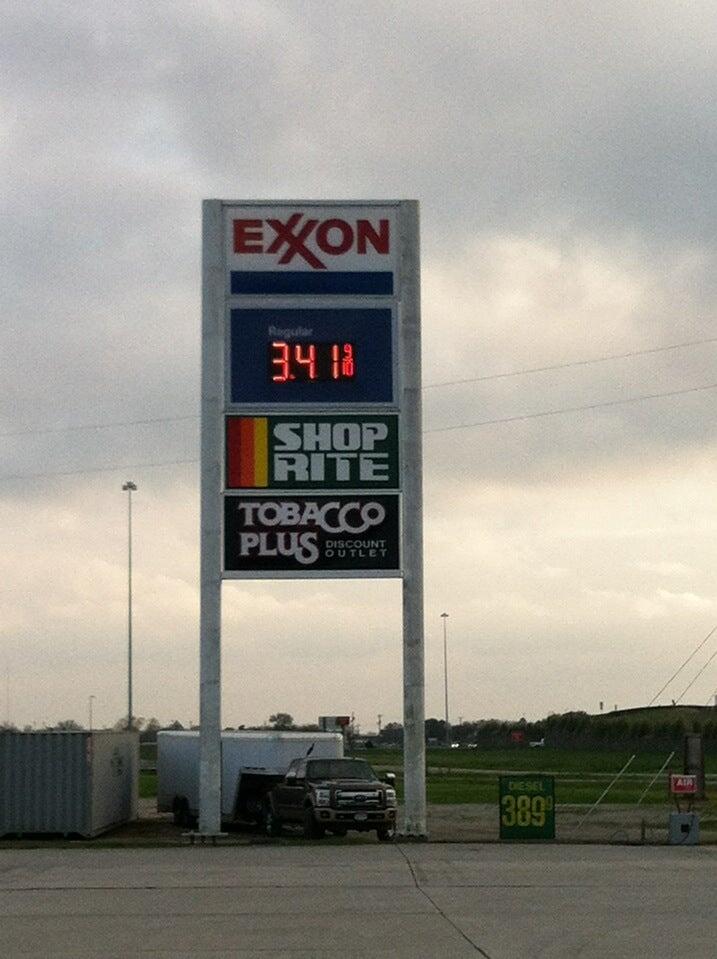 EXXON
Regular
3.41 9/10
SHOP
RITE
TOBACCO
PLUS DISCOUNT
OUTLET
DIESEL
389 9
AIR